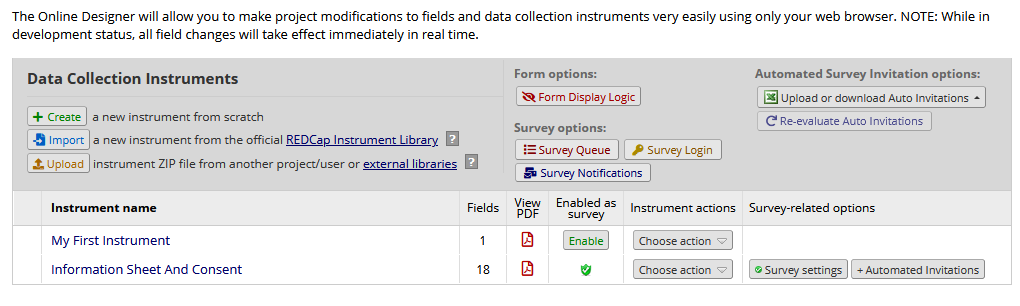 The Online Designer will allow you to make project modifications to fields and data collection instruments very easily using only your web browser. NOTE: While in
development status, all field changes will take effect immediately in real time.
Data Collection Instruments
+ Create a new instrument from scratch
Import a new instrument from the official REDCap Instrument Library ?
Upload instrument ZIP file from another project/user or external libraries ?
Form options:
Form Display Logic
Survey options:
Survey Queue Survey Login
Survey Notifications
Automated Survey Invitation options:
Upload or download Auto Invitations
Re-evaluate Auto Invitations
Instrument name Fields View PDF Enabled as survey Instrument actions Survey-related options
My First Instrument 1 Enable Choose action
Information Sheet And Consent 18 Choose action Survey settings + Automated Invitations